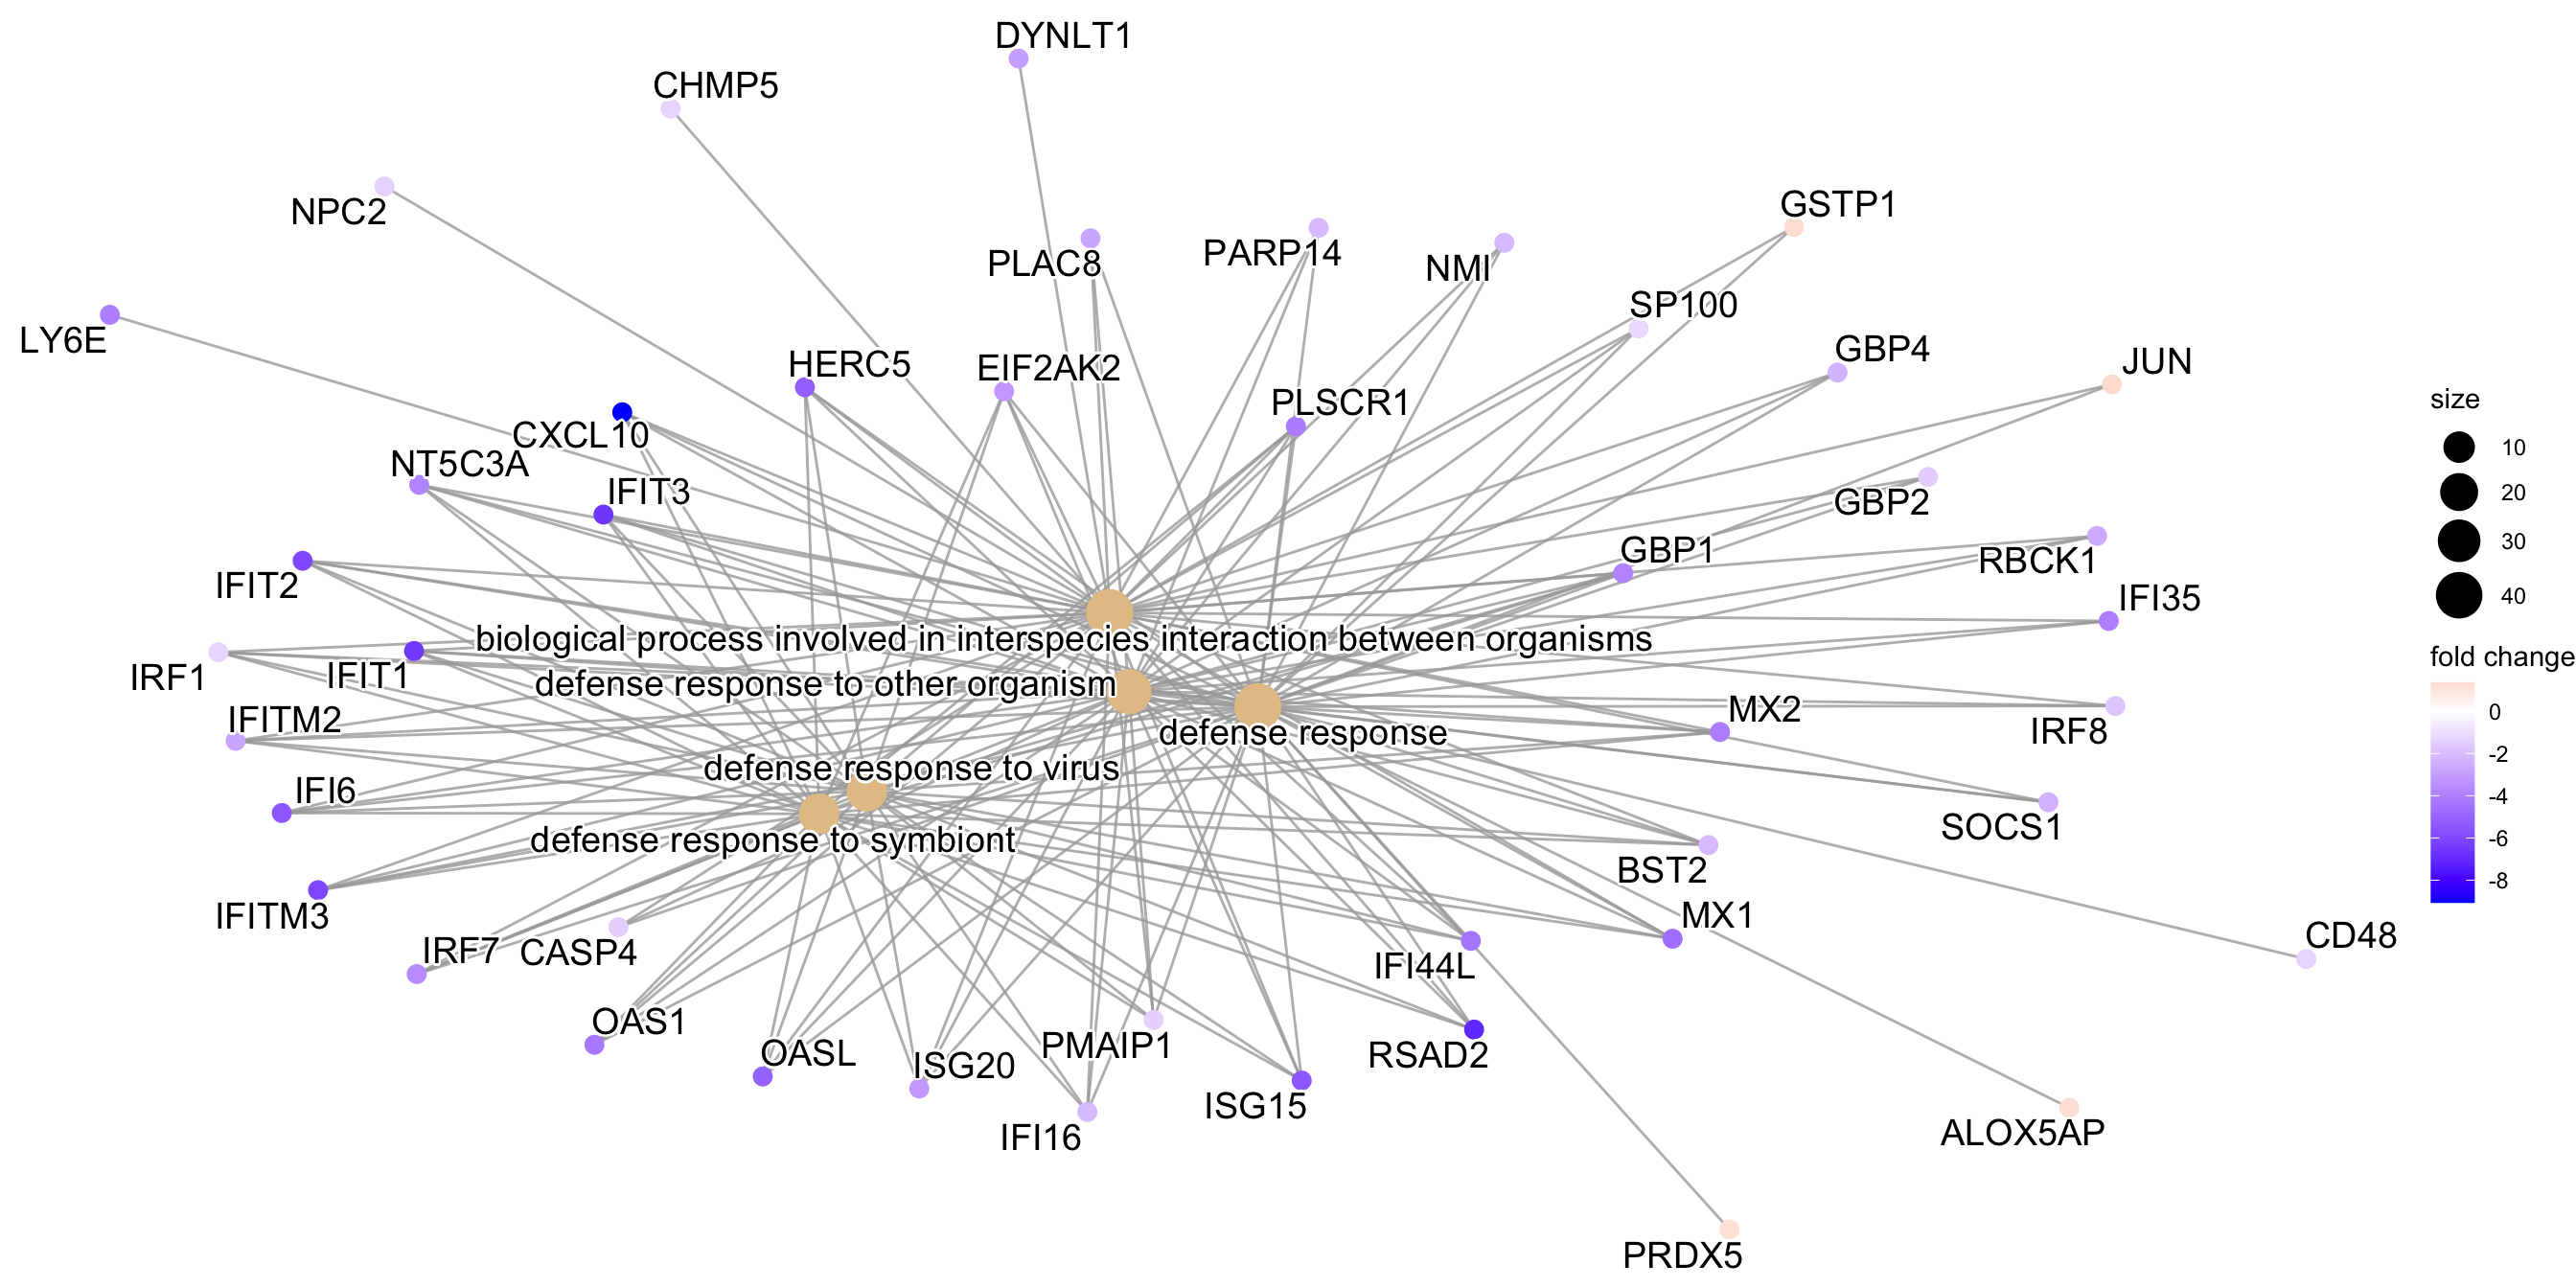 DYNLT1
CHMP5
NPC2
GSTP1
PLAC8
PARP14
NMI
SP100
LY6E
HERC5
EIF2AK2
GBP4
JUN
PLSCR1
CXCL10
NT5C3A
IFIT3
GBP2
GBP1
RBCK1
IFIT2
IFI35
biological process involved in interspecies interaction between organisms
IRF1
IFIT1
defense response to other organism
IFITM2
MX2
IRF8
defense response
defense response to virus
IFI6
SOCS1
defense response to symbiont
BST2
IFITM3
MX1
CD48
IRF7
CASP4
IFI44L
OAS1
OASL
ISG20
PMAIP1
RSAD2
ISG15
IFI16
ALOX5AP
PRDX5
size
10
20
30
40
fold change
0
-2
-4
-6
-8